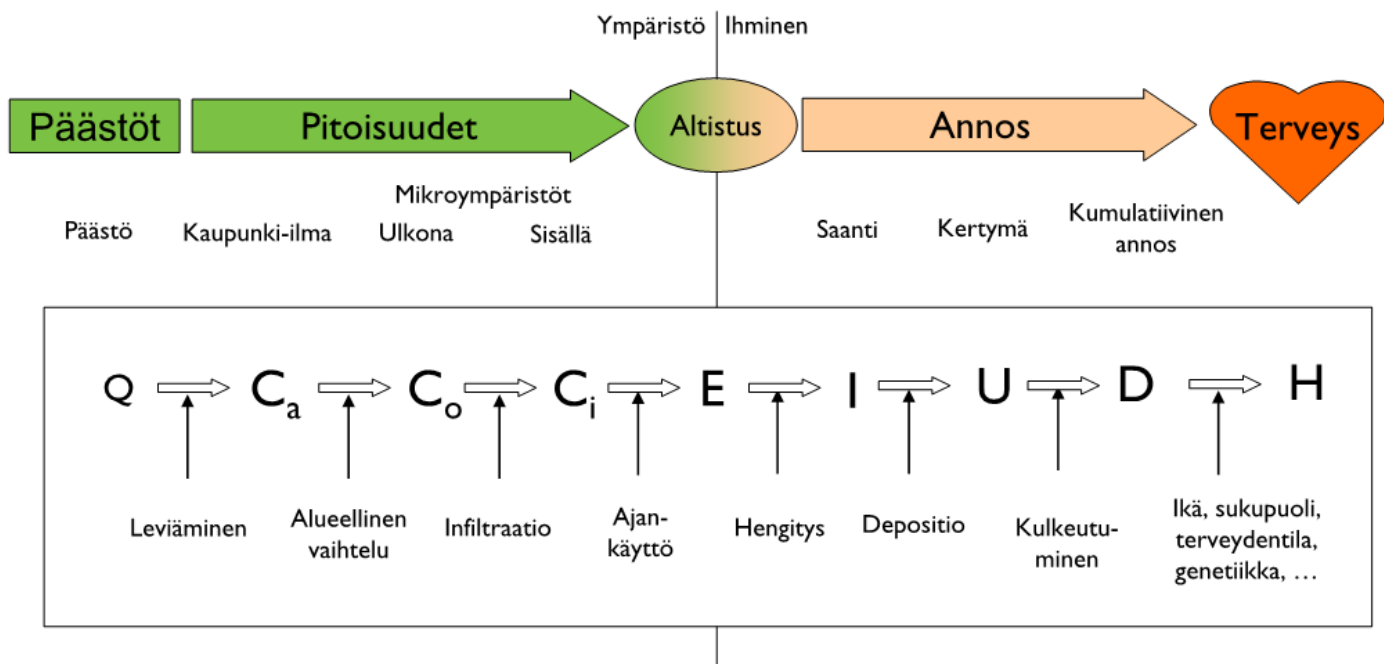 Ympäristö Ihminen
Päästöt
Pitoisuudet
Altistus
Annos
Terveys
Mikroympäristöt
Päästö
Kaupunki-ilma
Ulkona
Sisällä
Saanti
Kertymä
Kumulatiivinen
annos
Q
Ca
Co
Ci
E
I
U
D
H
Leviäminen
Alueellinen
vaihtelu
Infiltraatio
Ajan-
käyttö
Hengitys
Depositio
Kulkeutu-
minen
Ikä, sukupuoli,
terveydentila,
genetiikka, …